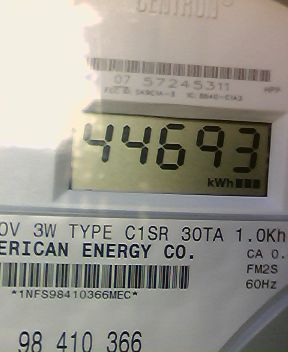 CENTRON®
07 57245311
44693
kWh
0V 3W TYPE C1SR 30TA 1.0Kh
ERICAN ENERGY CO.
CA 0.
FM2S
*1NFS98410366MEC*
60Hz
98 410 366